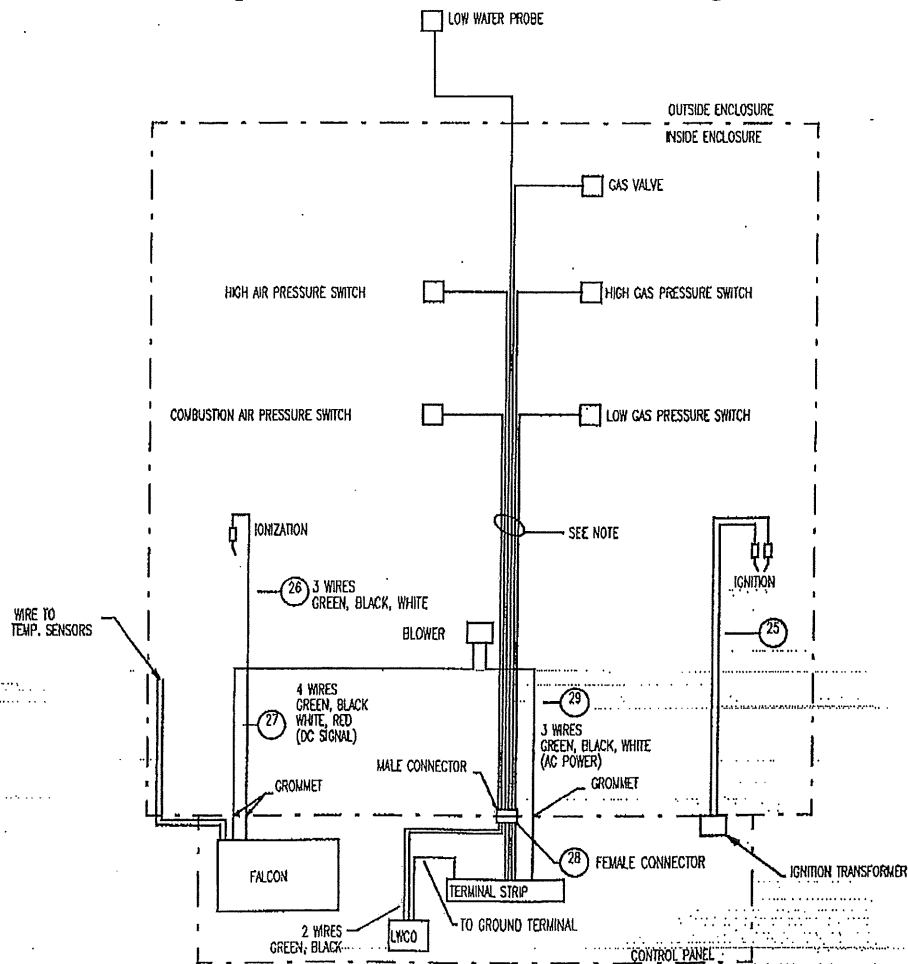 LOW WATER PROBE
OUTSIDE ENCLOSURE
INSIDE ENCLOSURE
GAS VALVE
HIGH AIR PRESSURE SWITCH
HIGH GAS PRESSURE SWITCH
COMBUSTION AIR PRESSURE SWITCH
LOW GAS PRESSURE SWITCH
IONIZATION
SEE NOTE
IGNITION
26
3 WIRES
GREEN, BLACK, WHITE
WIRE TO
TEMP. SENSORS
BLOWER
25
4 WIRES
GREEN, BLACK
WHITE, RED
(DC SIGNAL)
27
29
3 WIRES
GREEN, BLACK, WHITE
(AC POWER)
MALE CONNECTOR
GROMMET
GROMMET
28
FEMALE CONNECTOR
IGNITION TRANSFORMER
FALCON
TERMINAL STRIP
TO GROUND TERMINAL
2 WIRES
GREEN, BLACK
LWCO
CONTROL PANEL